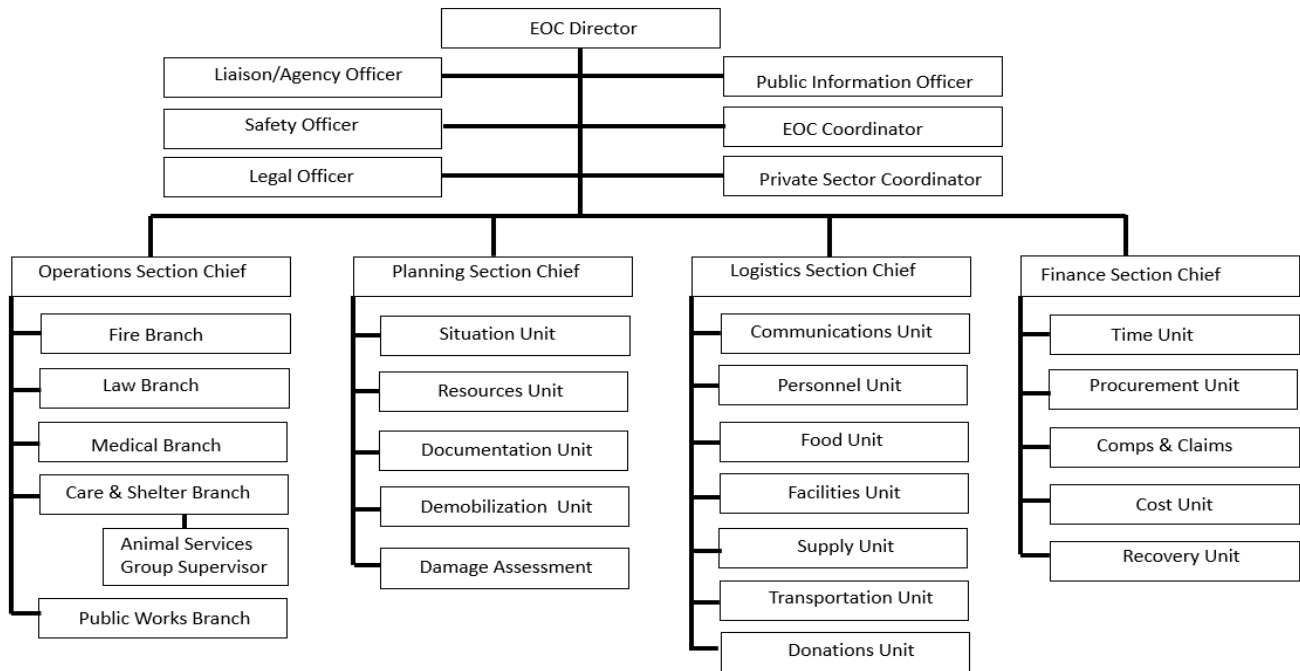 EOC Director
Liaison/Agency Officer
Public Information Officer
Safety Officer
EOC Coordinator
Legal Officer
Private Sector Coordinator
Operations Section Chief
Fire Branch
Law Branch
Medical Branch
Care & Shelter Branch
Animal Services
Group Supervisor
Public Works Branch
Planning Section Chief
Situation Unit
Resources Unit
Documentation Unit
Demobilization Unit
Damage Assessment
Logistics Section Chief
Communications Unit
Personnel Unit
Food Unit
Facilities Unit
Supply Unit
Transportation Unit
Donations Unit
Finance Section Chief
Time Unit
Procurement Unit
Comps & Claims
Cost Unit
Recovery Unit